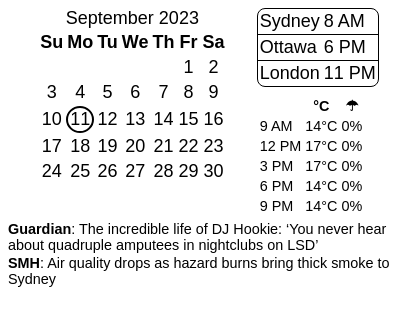 September 2023
Su Mo Tu We Th Fr Sa
1 2
3 4 5 6 7 8 9
10 11 12 13 14 15 16
17 18 19 20 21 22 23
24 25 26 27 28 29 30
Sydney 8 AM
Ottawa 6 PM
London 11 PM
°C ☂
9 AM 14°C 0%
12 PM 17°C 0%
3 PM 17°C 0%
6 PM 14°C 0%
9 PM 14°C 0%
Guardian: The incredible life of DJ Hookie: ‘You never hear
about quadruple amputees in nightclubs on LSD’
SMH: Air quality drops as hazard burns bring thick smoke to
Sydney